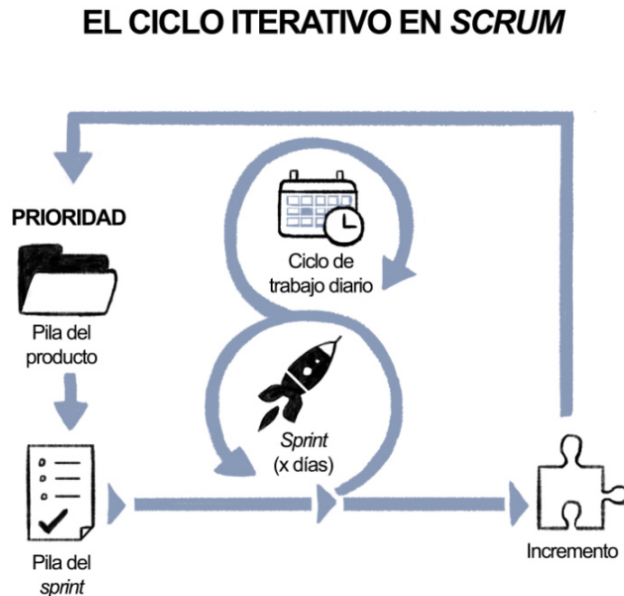 EL CICLO ITERATIVO EN SCRUM
PRIORIDAD
Pila del
producto
Ciclo de
trabajo diario
Sprint
(x días)
Pila del
sprint
Incremento